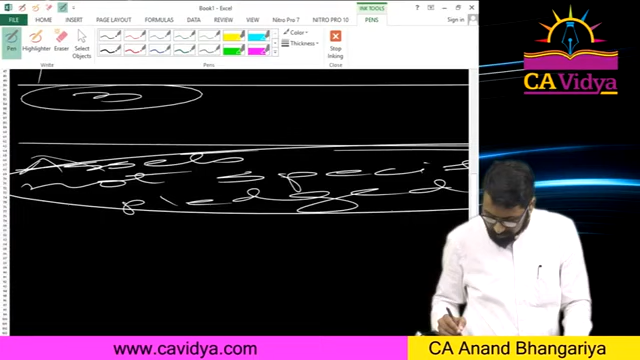 Book1 - Excel
INK TOOLS
FILE HOME INSERT PAGE LAYOUT FORMULAS DATA REVIEW VIEW Nitro Pro 7 NITRO PRO 10 PENS
Sign in
Pen Highlighter Eraser Select Objects
Color
Thickness
Stop Inking
Write Pens Close
CA Vidya
Assets
not speci
pledged
www.cavidya.com
CA Anand Bhangariya